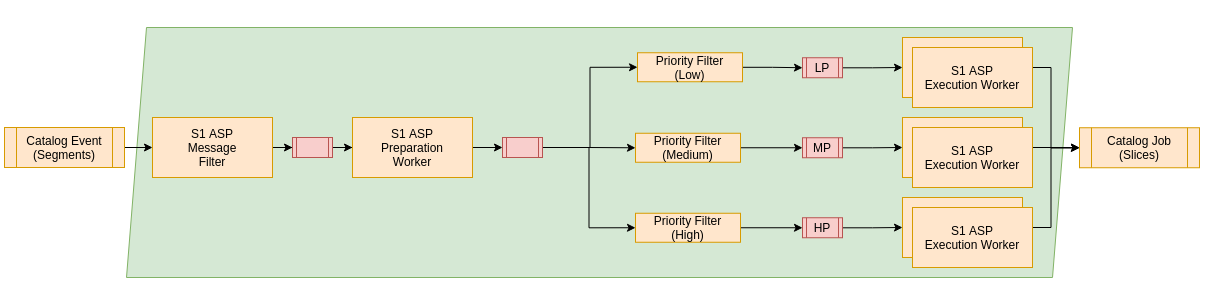 Catalog Event
(Segments)
S1 ASP
Message
Filter
S1 ASP
Preparation
Worker
Priority Filter
(Low)
LP
S1 ASP
Execution Worker
Priority Filter
(Medium)
MP
S1 ASP
Execution Worker
Priority Filter
(High)
HP
S1 ASP
Execution Worker
Catalog Job
(Slices)